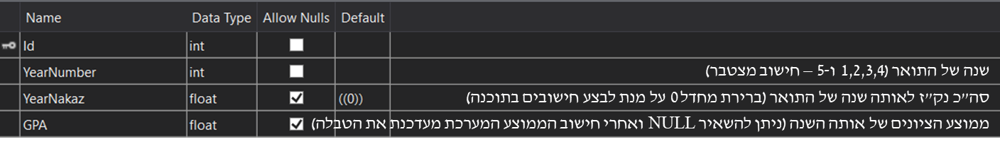 Name Data Type Allow Nulls Default
Id int
YearNumber int שנה של התואר (1,2,3,4 ו-5 – חישוב מצטבר)
YearNakaz float ((0)) סה״כ נק״ז לאותה שנה של התואר (ברירת מחדל 0 על מנת לבצע חישובים בתוכנה)
GPA float ממוצע הציונים של אותה השנה (ניתן להשאיר NULL ואחרי חישוב הממוצע המערכת מעדכנת את הטבלה)